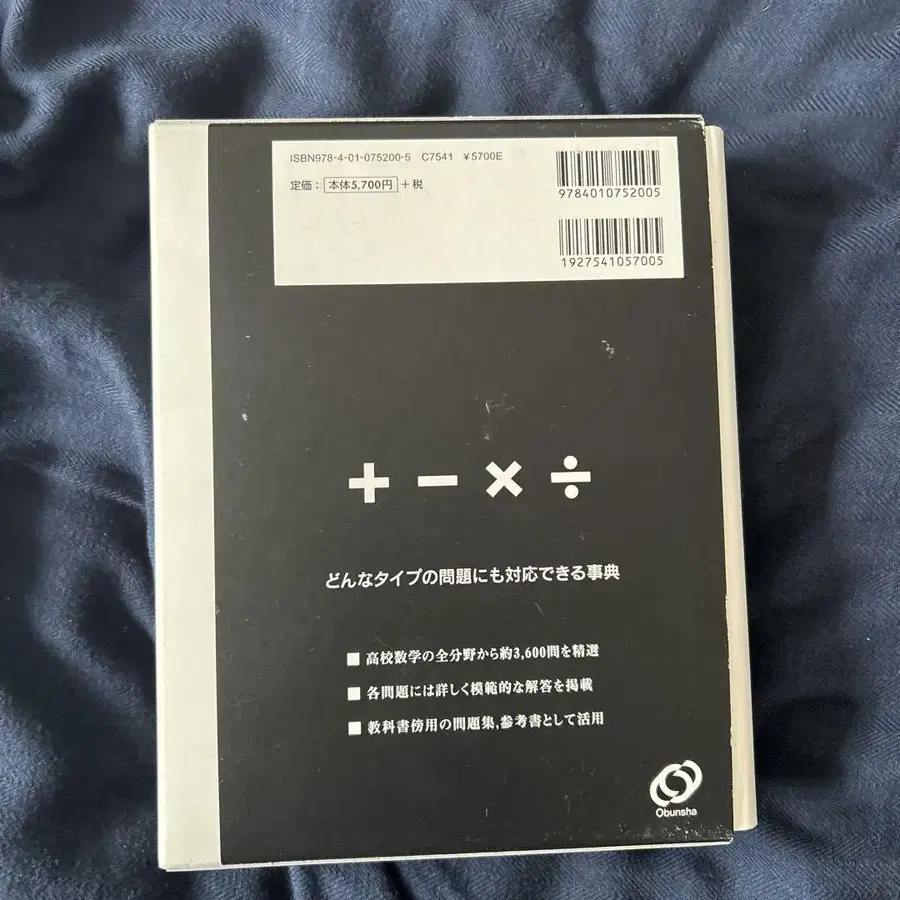 ISBN978-4-01-075200-5 C7541 ¥5700E
定価:本体5,700円+税
9784010752005
1927541057005
+ − × ÷
どんなタイプの問題にも対応できる事典
■ 高校数学の全分野から約3,600問を精選
■ 各問題には詳しく模範的な解答を掲載
■ 教科書傍用の問題集,参考書として活用
Obunsha